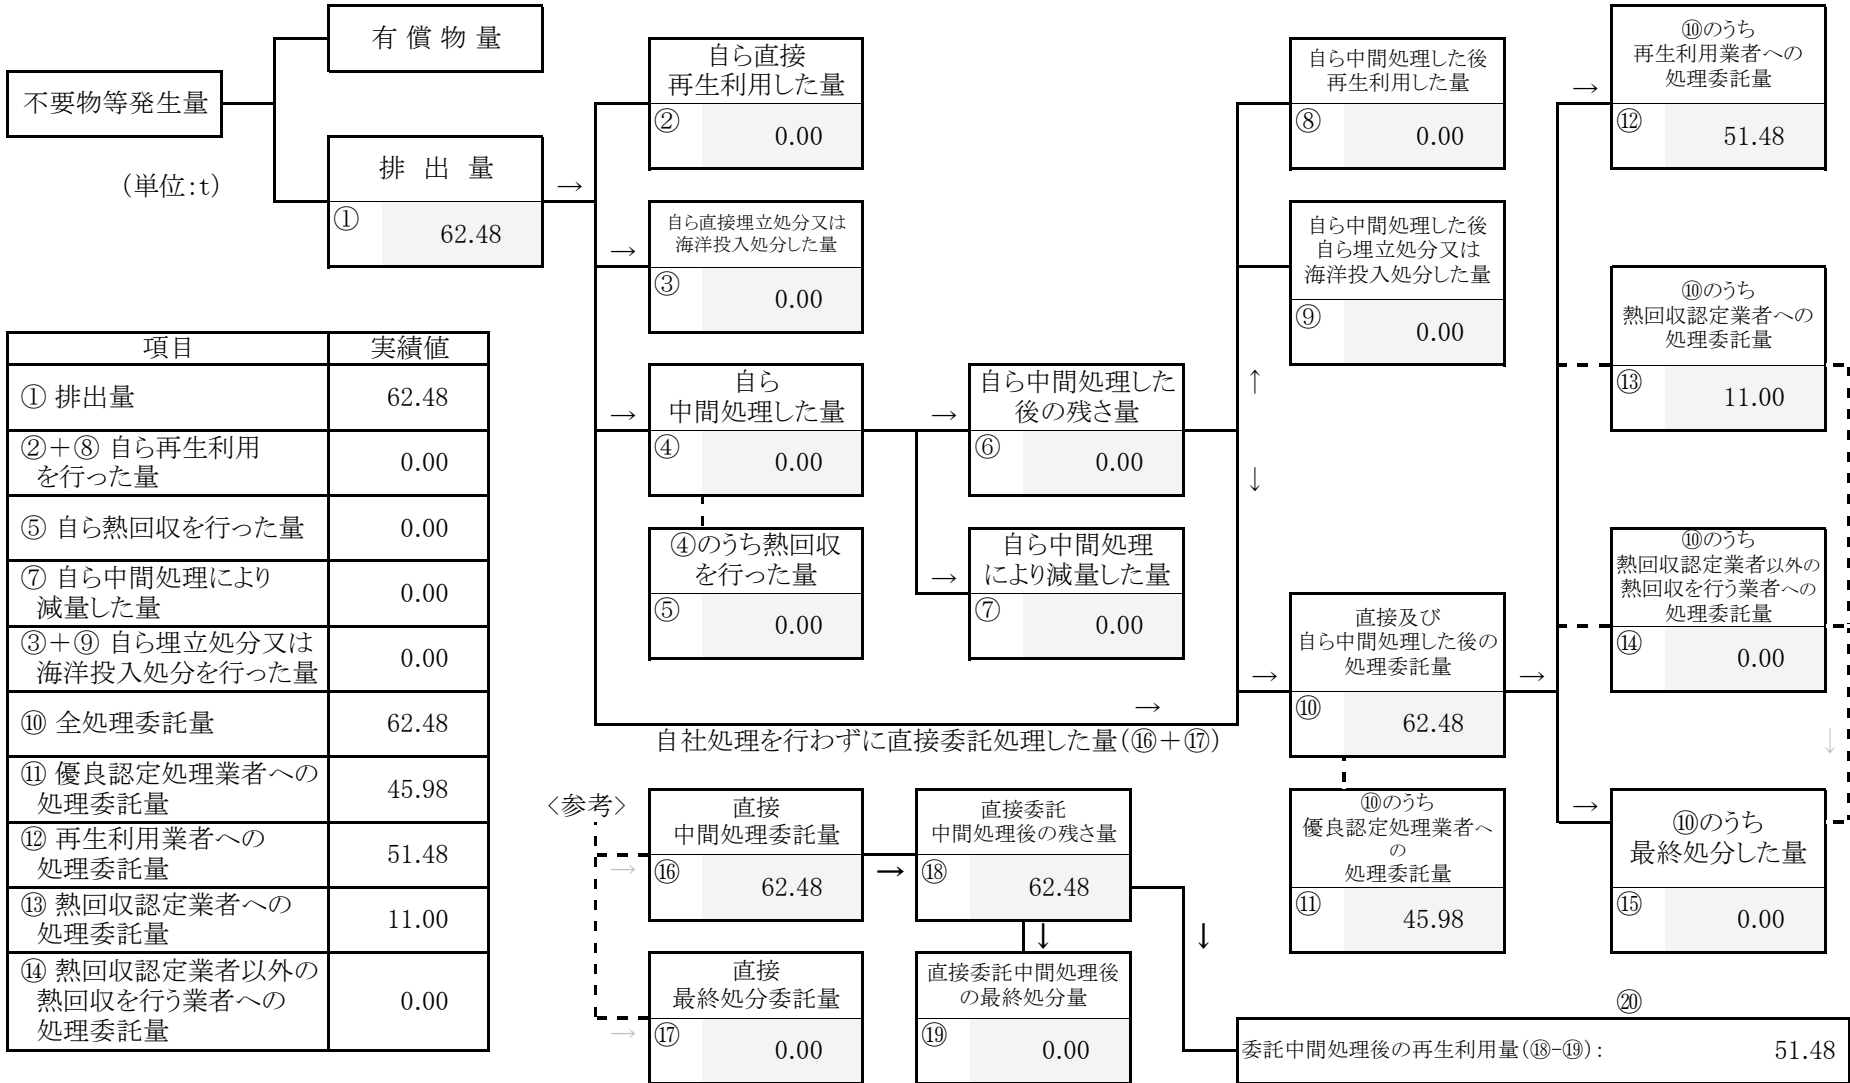 不要物等発生量
(単位:t)
有 償 物 量
排 出 量
→
①
62.48
自ら直接
再生利用した量
②
0.00
→
自ら直接埋立処分又は
海洋投入処分した量
③
0.00
→
自ら
中間処理した量
④
0.00
④のうち熱回収
を行った量
⑤
0.00
→
自ら中間処理した
後の残さ量
⑥
0.00
→
自ら中間処理
により減量した量
⑦
0.00
↑
↓
自ら中間処理した後
再生利用した量
⑧
0.00
自ら中間処理した後
自ら埋立処分又は
海洋投入処分した量
⑨
0.00
→
自社処理を行わずに直接委託処理した量(⑯+⑰)
→
直接及び
自ら中間処理した後の
処理委託量
⑩
62.48
→
⑩のうち
優良認定処理業者へ
の
処理委託量
⑪
45.98
→
⑩のうち
再生利用業者への
処理委託量
⑫
51.48
⑩のうち
熱回収認定業者への
処理委託量
⑬
11.00
⑩のうち
熱回収認定業者以外の
熱回収を行う業者への
処理委託量
⑭
0.00
↓
→
⑩のうち
最終処分した量
⑮
0.00
項目 実績値
① 排出量 62.48
②+⑧ 自ら再生利用
を行った量 0.00
⑤ 自ら熱回収を行った量 0.00
⑦ 自ら中間処理により
減量した量 0.00
③+⑨ 自ら埋立処分又は
海洋投入処分を行った量 0.00
⑩ 全処理委託量 62.48
⑪ 優良認定処理業者への
処理委託量 45.98
⑫ 再生利用業者への
処理委託量 51.48
⑬ 熱回収認定業者への
処理委託量 11.00
⑭ 熱回収認定業者以外の
熱回収を行う業者への
処理委託量 0.00
<参考>
→
直接
中間処理委託量
⑯
62.48
→
直接委託
中間処理後の残さ量
⑱
62.48
↓
↓
→
直接
最終処分委託量
⑰
0.00
直接委託中間処理後
の最終処分量
⑲
0.00
⑳
委託中間処理後の再生利用量(⑱-⑲): 51.48